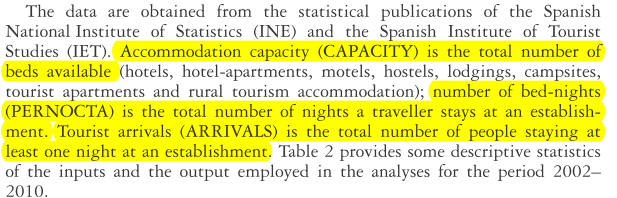 The data are obtained from the statistical publications of the Spanish
National Institute of Statistics (INE) and the Spanish Institute of Tourist
Studies (IET). Accommodation capacity (CAPACITY) is the total number of
beds available (hotels, hotel-apartments, motels, hostels, lodgings, campsites,
tourist apartments and rural tourism accommodation); number of bed-nights
(PERNOCTA) is the total number of nights a traveller stays at an establish-
ment. Tourist arrivals (ARRIVALS) is the total number of people staying at
least one night at an establishment. Table 2 provides some descriptive statistics
of the inputs and the output employed in the analyses for the period 2002–
2010.